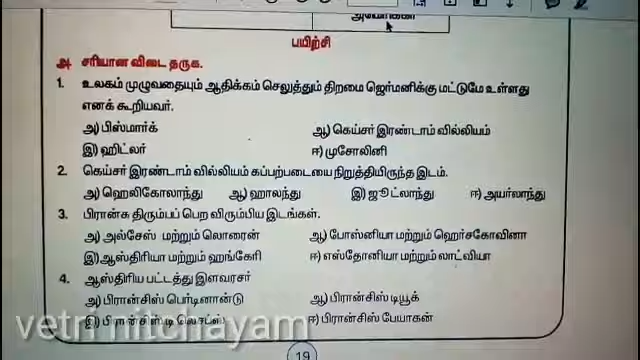 பயிற்சி
அ. சரியான விடை தருக.
1. உலகம் முழுவதையும் ஆதிக்கம் செலுத்தும் திறமை ஜெர்மனிக்கு மட்டுமே உள்ளது
எனக் கூறியவர்.
அ) பிஸ்மார்க் ஆ) கெய்சர் இரண்டாம் வில்லியம்
இ) ஹிட்லர் ஈ) முசோலினி
2. கெய்சர் இரண்டாம் வில்லியம் கப்பற்படையை நிறுத்தியிருந்த இடம்.
அ) ஹெலிகோலாந்து ஆ) ஹாலந்து இ) ஜூட்லாந்து ஈ) அயர்லாந்து
3. பிரான்சு திரும்பப் பெற விரும்பிய இடங்கள்.
அ) அல்சேஸ் மற்றும் லொரைன் ஆ) போஸ்னியா மற்றும் ஹெர்சகோவினா
இ) ஆஸ்திரியா மற்றும் ஹங்கேரி ஈ) எஸ்தோனியா மற்றும் லாட்வியா
4. ஆஸ்திரிய பட்டத்து இளவரசர்
அ) பிரான்சிஸ் பெர்டினாண்டு ஆ) பிரான்சிஸ் டியூக்
இ) பிரான்சிஸ் டி ஈ) பிரான்சிஸ் பேயாகன்
vetri nitchayam
19